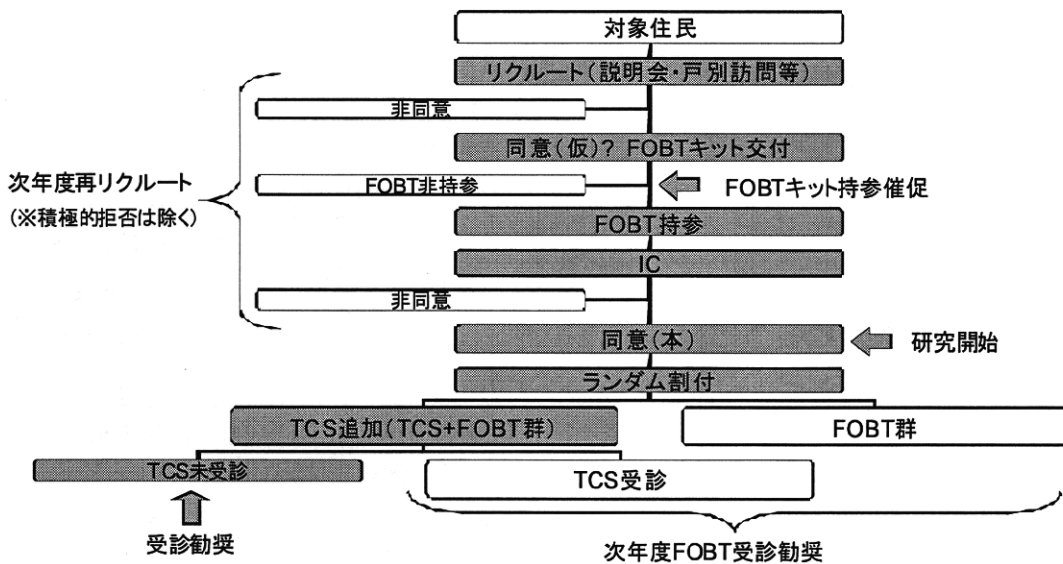 対象住民
リクルート(説明会・戸別訪問等)
非同意
同意(仮)? FOBTキット交付
次年度再リクルート
(※積極的拒否は除く)
FOBT非持参
FOBTキット持参催促
FOBT持参
IC
非同意
同意(本)
研究開始
ランダム割付
TCS追加(TCS+FOBT群)
FOBT群
TCS未受診
TCS受診
受診勧奨
次年度FOBT受診勧奨